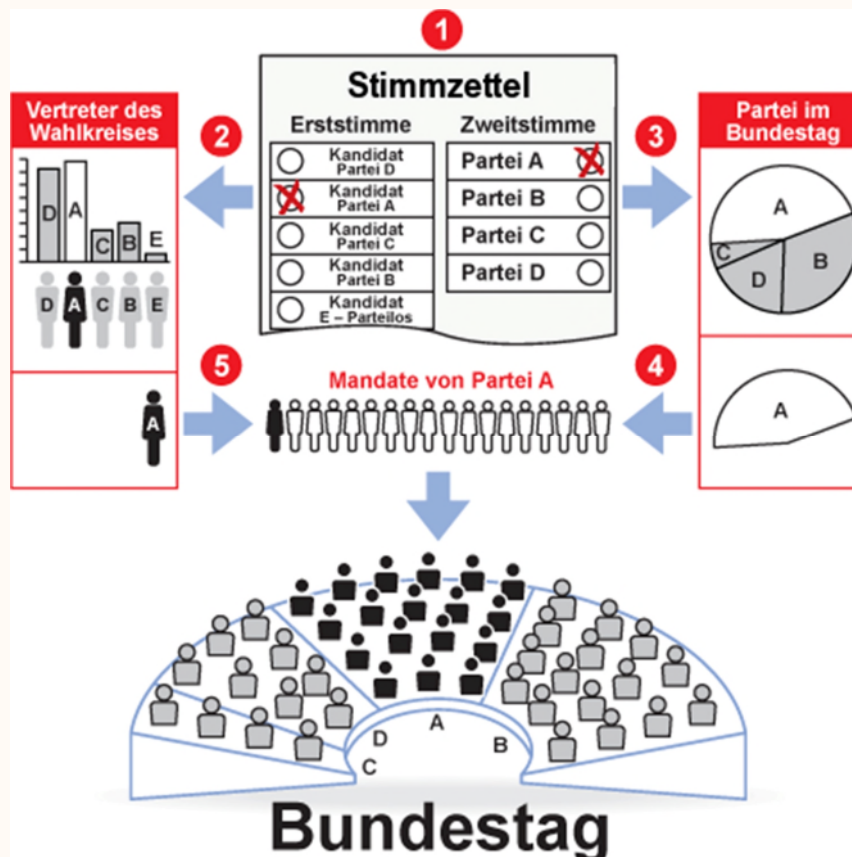 1
Stimmzettel
Erststimme
Zweitstimme
Kandidat
Partei D
Kandidat
Partei A
Kandidat
Partei C
Kandidat
Partei B
Kandidat
E – Parteilos
Partei A
Partei B
Partei C
Partei D
2
Vertreter des
Wahlkreises
D
A
C
B
E
D
A
C
B
E
3
Partei im
Bundestag
A
C
D
B
4
A
5
A
Mandate von Partei A
C
D
A
B
Bundestag